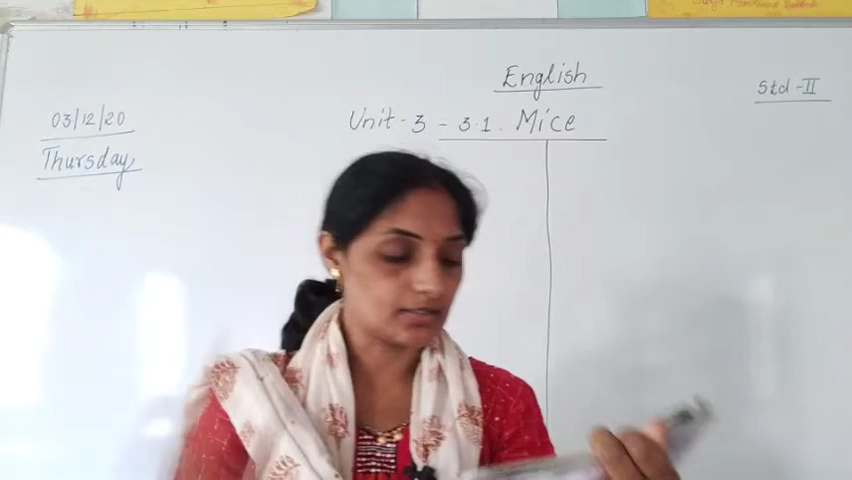 English
Std - II
03/12/20
Unit - 3 - 3.1. Mice
Thursday